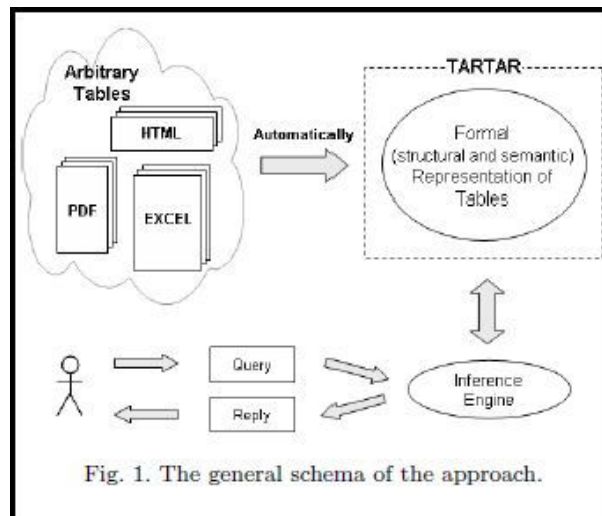 Arbitrary
Tables
HTML
PDF
EXCEL
Automatically
TARTAR
Formal
(structural and semantic)
Representation of
Tables
Query
Reply
Inference
Engine
Fig. 1. The general schema of the approach.